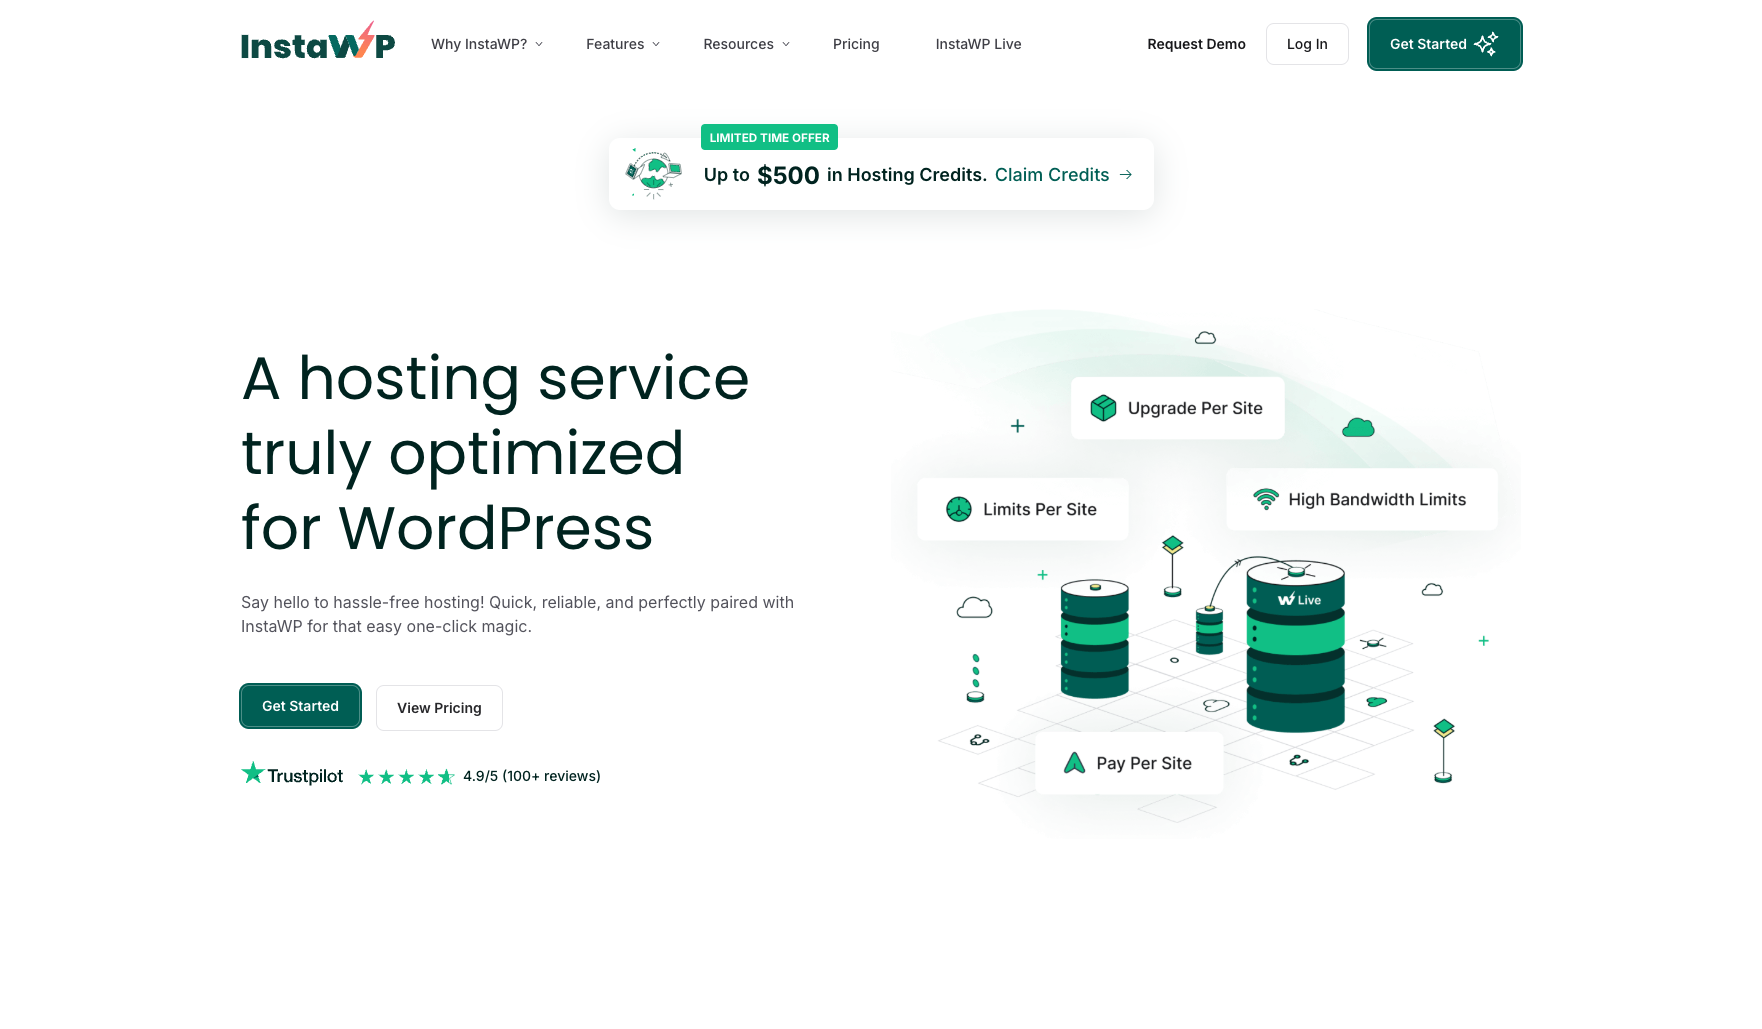 InstaWP
Why InstaWP?
Features
Resources
Pricing
InstaWP Live
Request Demo
Log In
Get Started
LIMITED TIME OFFER
Up to $500 in Hosting Credits. Claim Credits →
A hosting service
truly optimized
for WordPress
Say hello to hassle-free hosting! Quick, reliable, and perfectly paired with
InstaWP for that easy one-click magic.
Get Started
View Pricing
Trustpilot
4.9/5 (100+ reviews)
Upgrade Per Site
Limits Per Site
High Bandwidth Limits
W Live
Pay Per Site